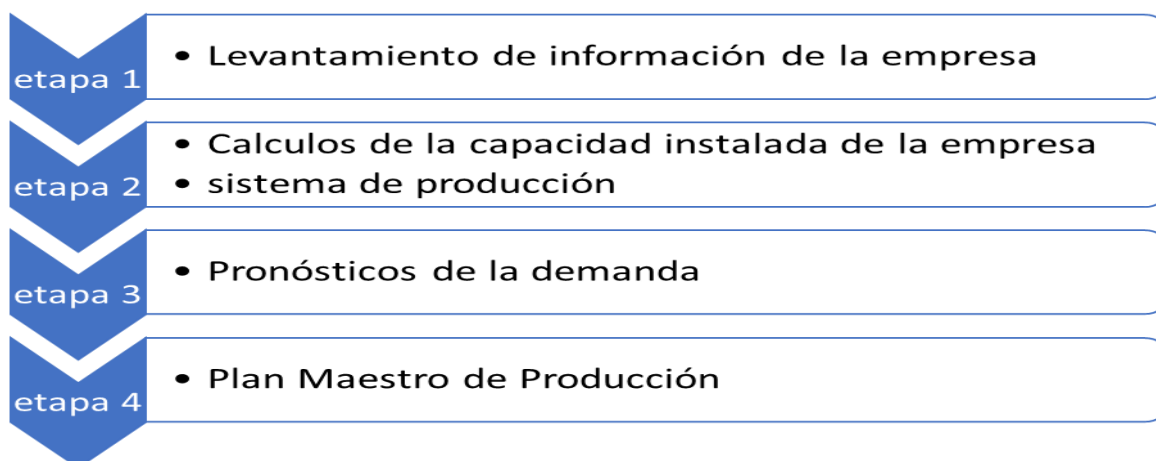 etapa 1
• Levantamiento de información de la empresa
etapa 2
• Calculos de la capacidad instalada de la empresa
• sistema de producción
etapa 3
• Pronósticos de la demanda
etapa 4
• Plan Maestro de Producción